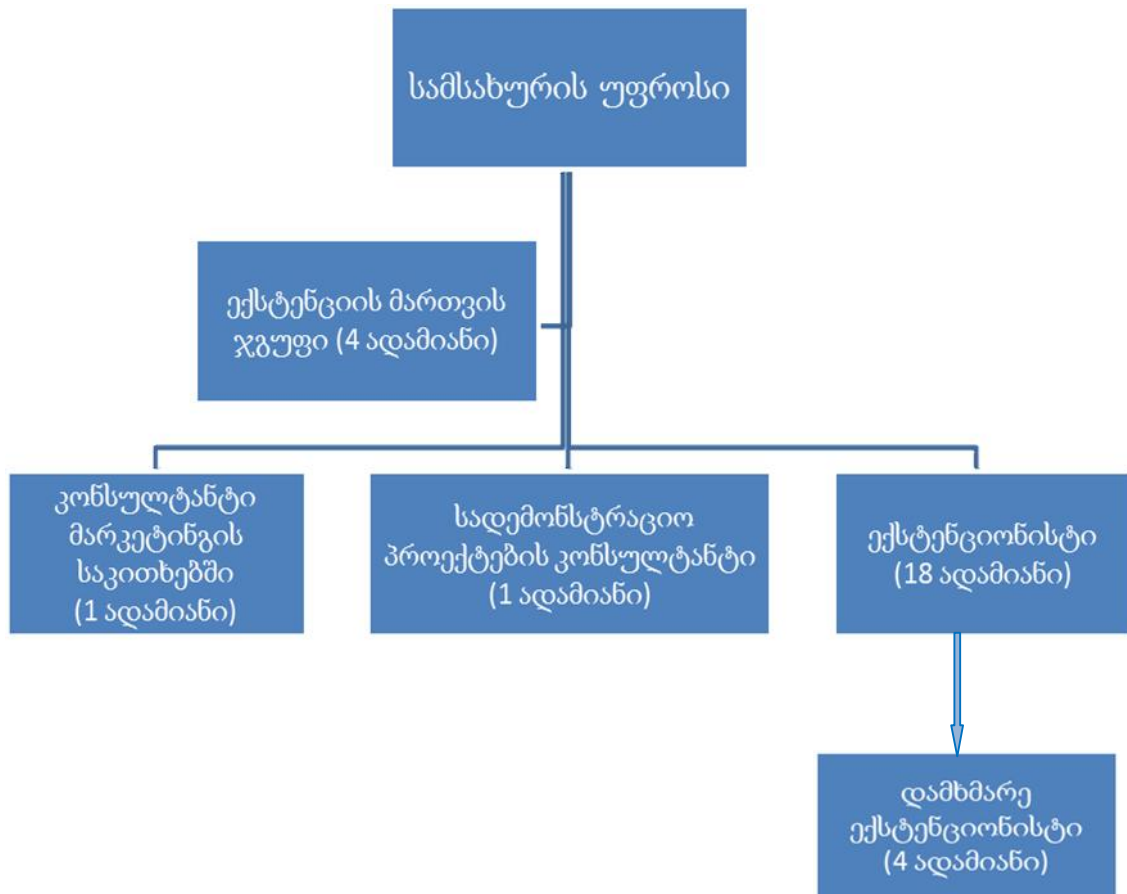 სამსახურის უფროსი
ექსტენციის მართვის
ჯგუფი (4 ადამიანი)
კონსულტანტი
მარკეტინგის
საკითხებში
(1 ადამიანი)
სადემონსტრაციო
პროექტების კონსულტანტი
(1 ადამიანი)
ექსტენციონისტი
(18 ადამიანი)
დამხმარე
ექსტენციონისტი
(4 ადამიანი)